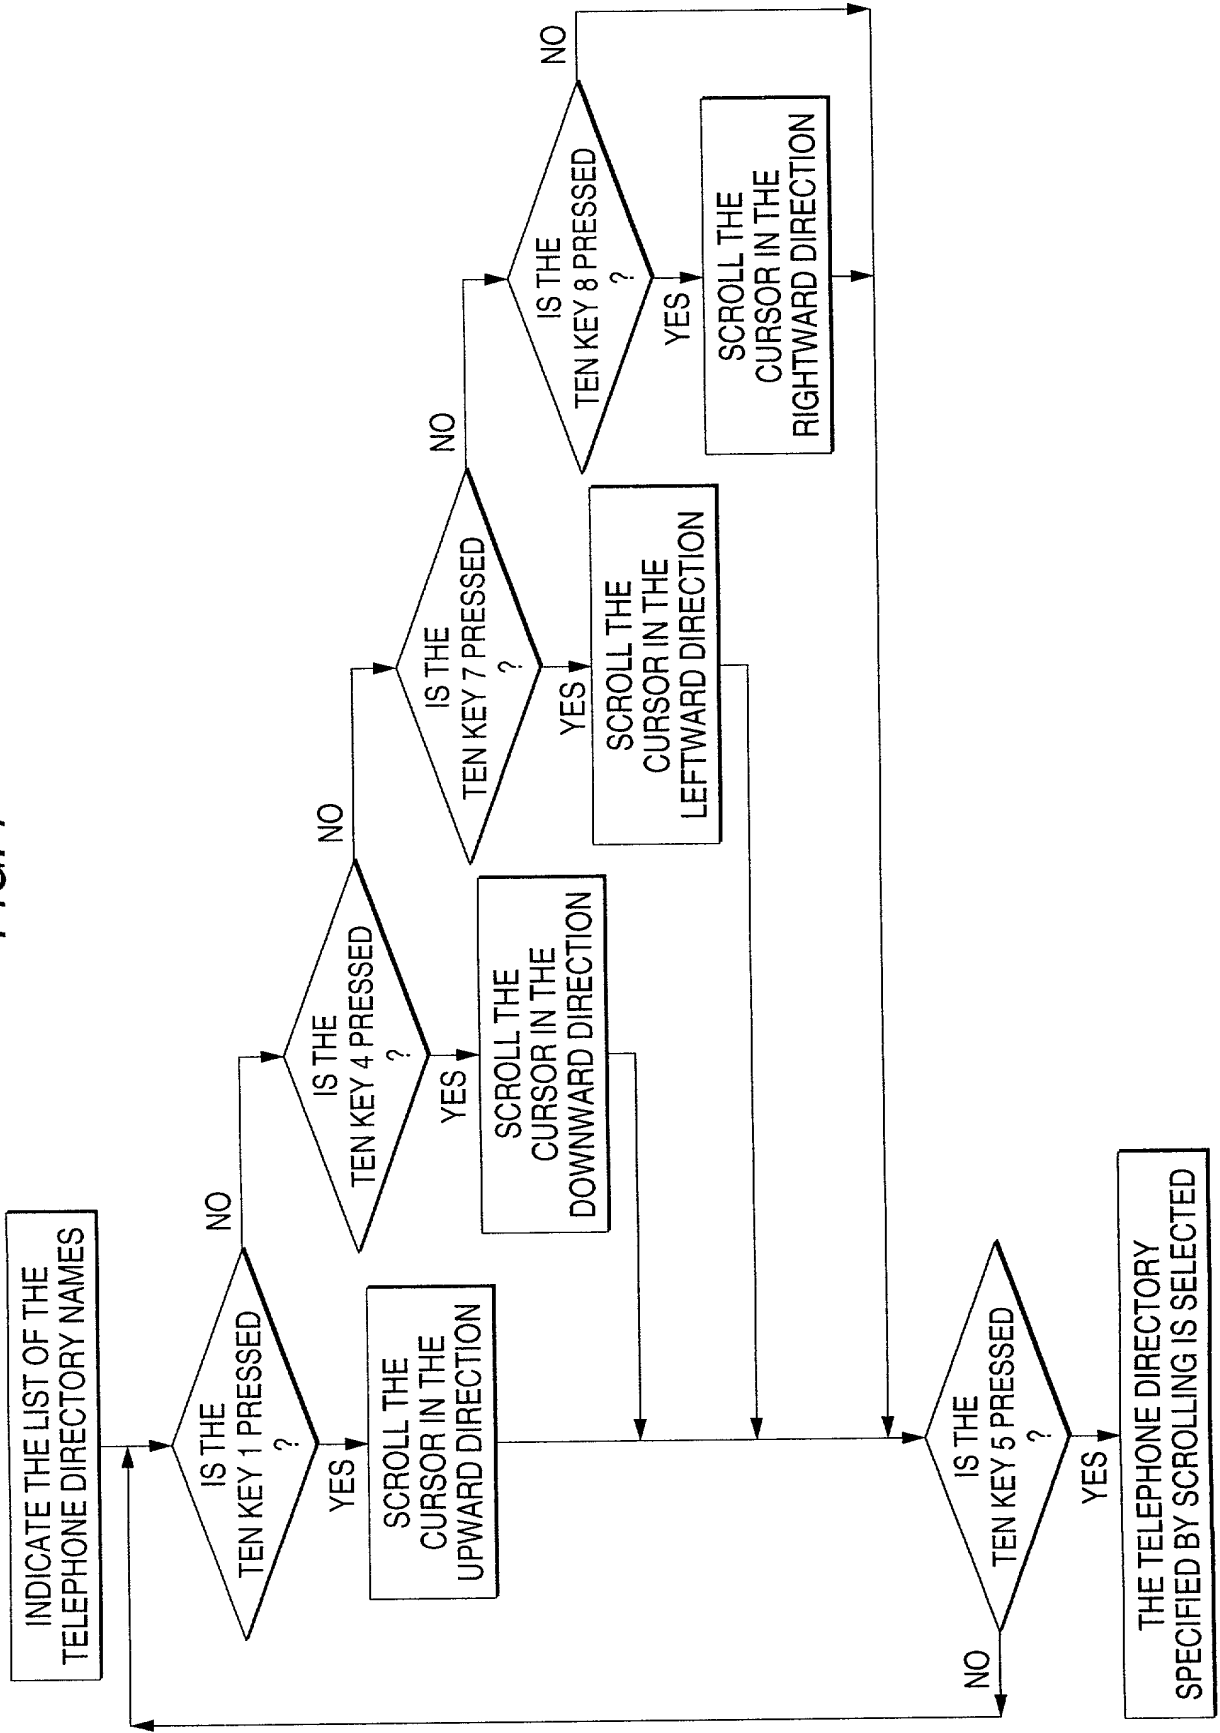 INDICATE THE LIST OF THE
TELEPHONE DIRECTORY NAMES
IS THE
TEN KEY 1 PRESSED
?
NO
YES
SCROLL THE
CURSOR IN THE
UPWARD DIRECTION
IS THE
TEN KEY 4 PRESSED
?
NO
YES
SCROLL THE
CURSOR IN THE
DOWNWARD DIRECTION
IS THE
TEN KEY 7 PRESSED
?
NO
YES
SCROLL THE
CURSOR IN THE
LEFTWARD DIRECTION
IS THE
TEN KEY 8 PRESSED
?
NO
YES
SCROLL THE
CURSOR IN THE
RIGHTWARD DIRECTION
IS THE
TEN KEY 5 PRESSED
?
NO
YES
THE TELEPHONE DIRECTORY
SPECIFIED BY SCROLLING IS SELECTED